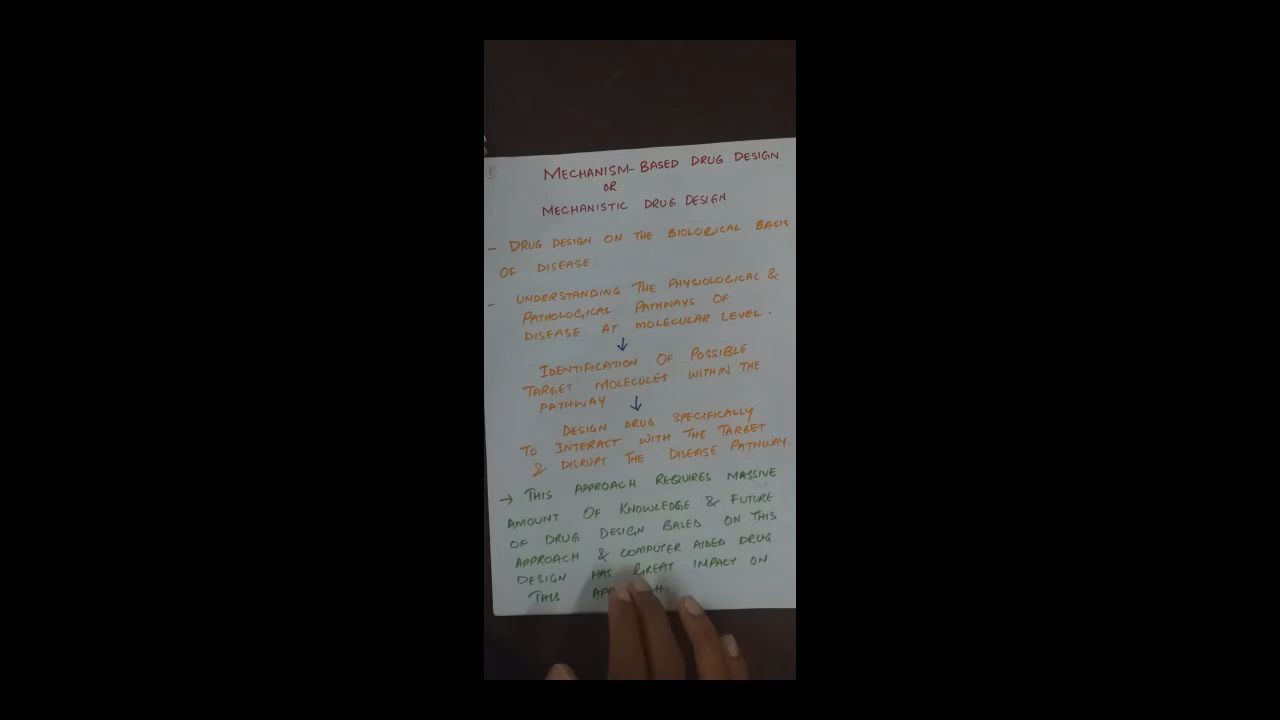 6
MECHANISM-BASED DRUG DESIGN
OR
MECHANISTIC DRUG DESIGN
- DRUG DESIGN ON THE BIOLOGICAL BASIS
OF DISEASE.
- UNDERSTANDING THE PHYSIOLOGICAL &
PATHOLOGICAL PATHWAYS OF
DISEASE AT MOLECULAR LEVEL.
↓
IDENTIFICATION OF POSSIBLE
TARGET MOLECULES WITHIN THE
PATHWAY
↓
DESIGN DRUG SPECIFICALLY
TO INTERACT WITH THE TARGET
& DISRUPT THE DISEASE PATHWAY.
→ THIS APPROACH REQUIRES MASSIVE
AMOUNT OF KNOWLEDGE & FUTURE
OF DRUG DESIGN BASED ON THIS
APPROACH & COMPUTER AIDED DRUG
DESIGN HAS GREAT IMPACT ON
THIS